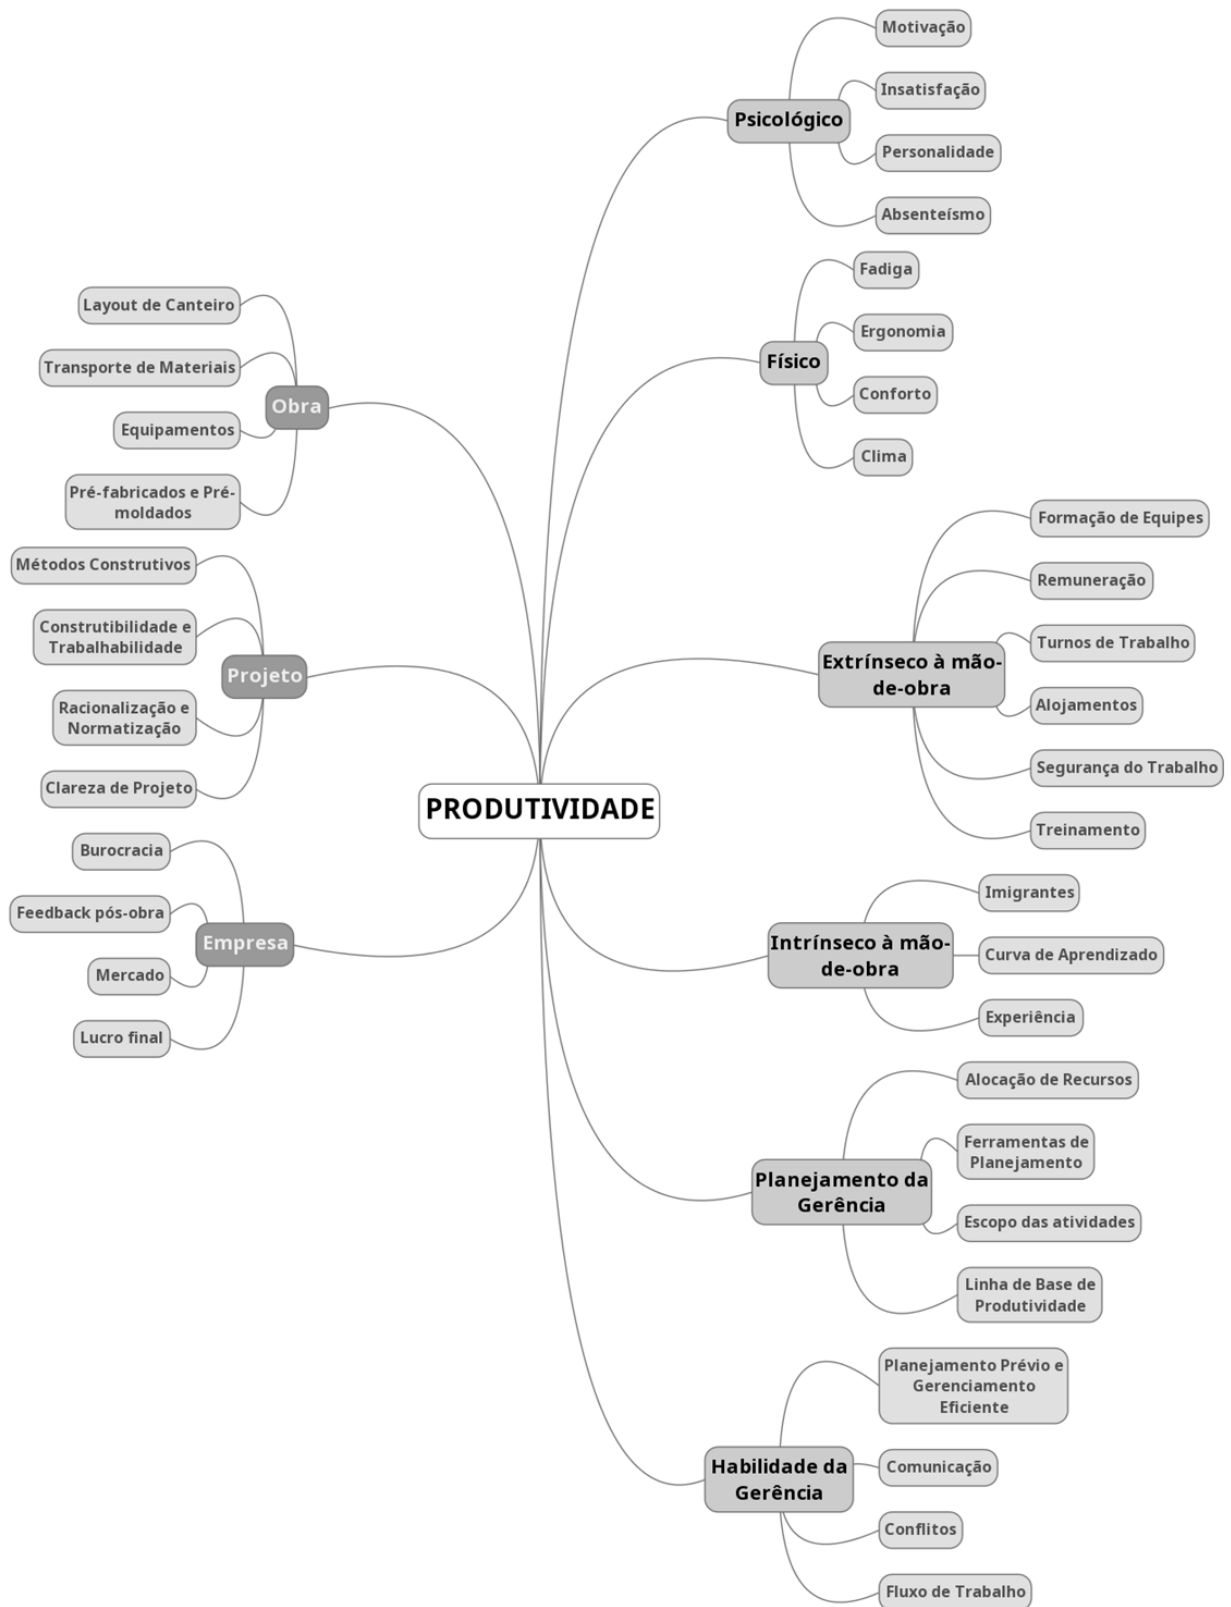 PRODUTIVIDADE
Psicológico
Motivação
Insatisfação
Personalidade
Absenteísmo
Físico
Fadiga
Ergonomia
Conforto
Clima
Extrínseco à mão-
de-obra
Formação de Equipes
Remuneração
Turnos de Trabalho
Alojamentos
Segurança do Trabalho
Treinamento
Intrínseco à mão-
de-obra
Imigrantes
Curva de Aprendizado
Experiência
Planejamento da
Gerência
Alocação de Recursos
Ferramentas de
Planejamento
Escopo das atividades
Linha de Base de
Produtividade
Habilidade da
Gerência
Planejamento Prévio e
Gerenciamento
Eficiente
Comunicação
Conflitos
Fluxo de Trabalho
Obra
Layout de Canteiro
Transporte de Materiais
Equipamentos
Pré-fabricados e Pré-
moldados
Projeto
Métodos Construtivos
Construtibilidade e
Trabalhabilidade
Racionalização e
Normatização
Clareza de Projeto
Empresa
Burocracia
Feedback pós-obra
Mercado
Lucro final